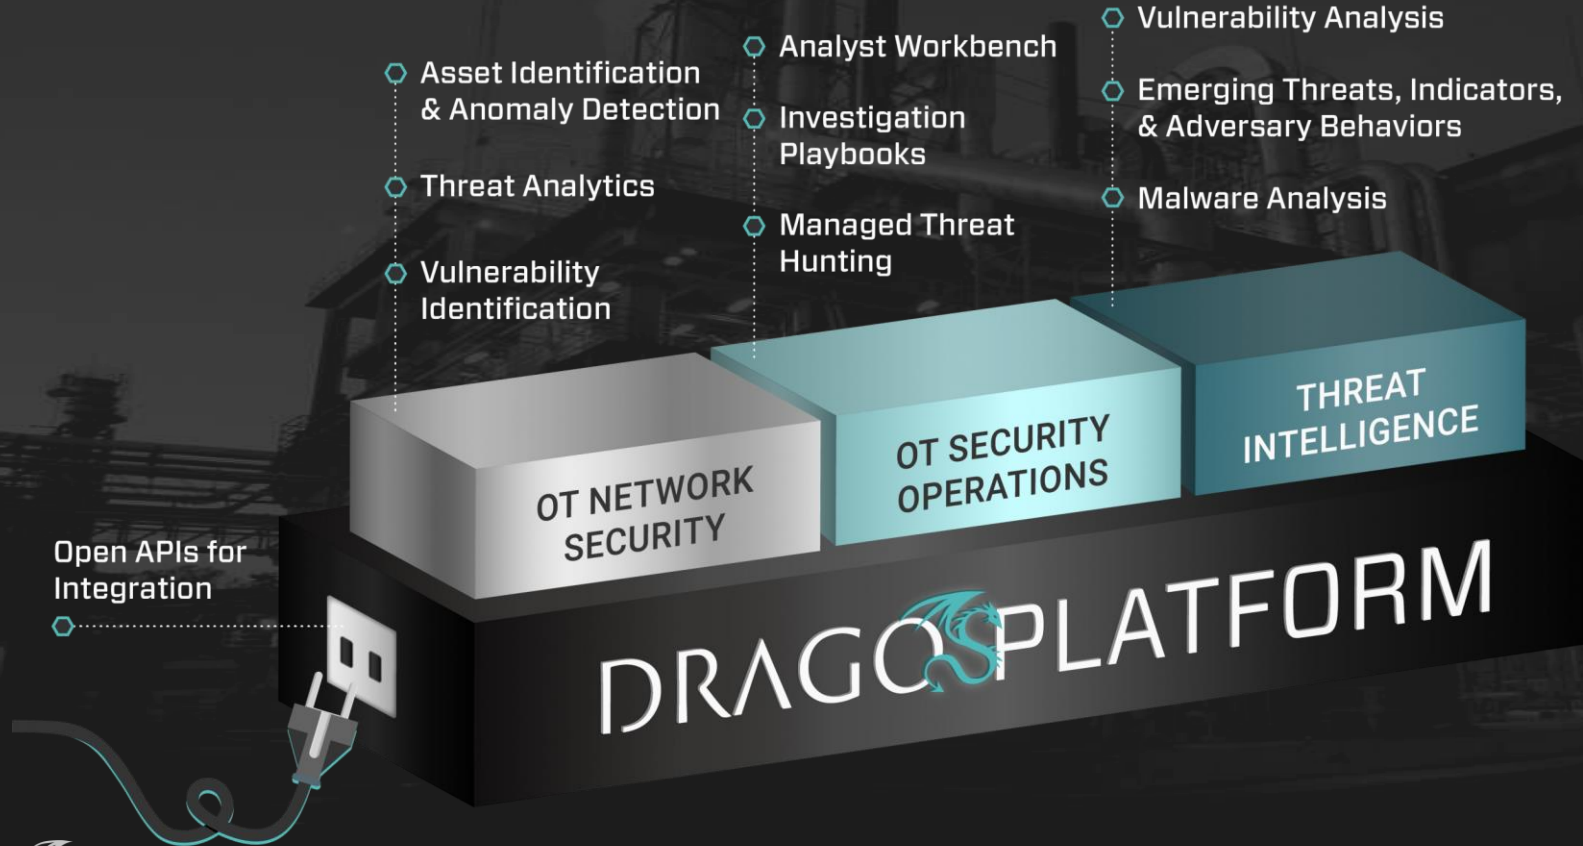 Asset Identification
& Anomaly Detection
Threat Analytics
Vulnerability
Identification
Analyst Workbench
Investigation
Playbooks
Managed Threat
Hunting
Vulnerability Analysis
Emerging Threats, Indicators,
& Adversary Behaviors
Malware Analysis
OT NETWORK
SECURITY
OT SECURITY
OPERATIONS
THREAT
INTELLIGENCE
Open APIs for
Integration
DRAGOS PLATFORM